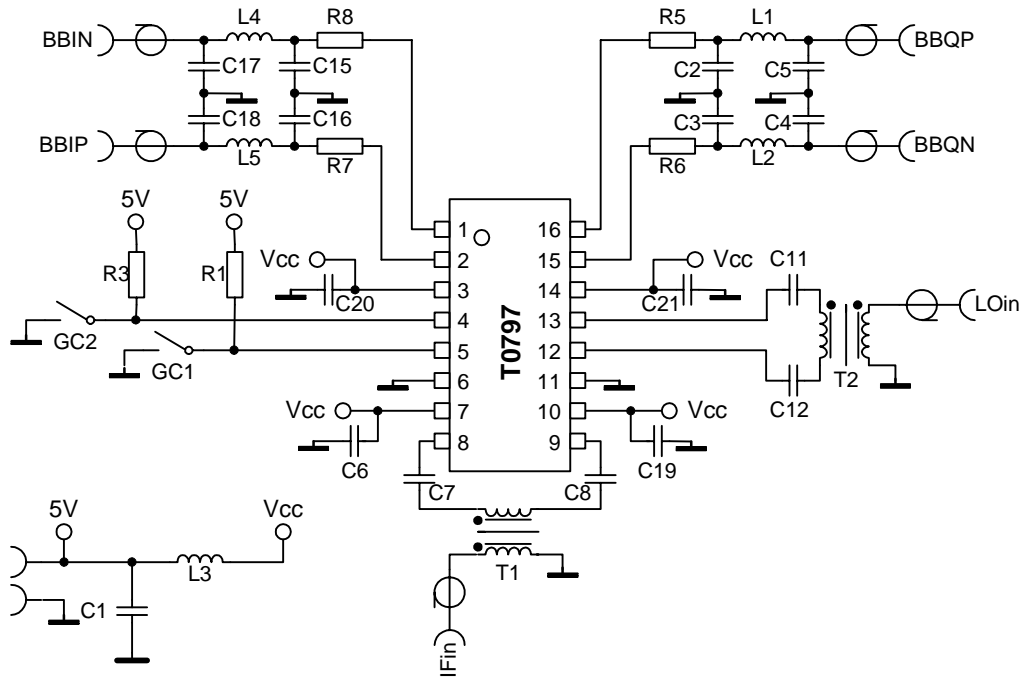 BBIN
L4
R8
R5
L1
BBQP
C17
C15
C2
C5
C18
C16
C3
C4
BBIP
L5
R7
R6
L2
BBQN
5V
5V
R3
R1
Vcc
C20
GC2
GC1
Vcc
C6
1
2
3
4
5
6
7
8
T0797
16
15
14
13
12
11
10
9
Vcc
C21
C11
LOin
T2
C12
Vcc
C19
C7
C8
T1
IFin
5V
Vcc
L3
C1